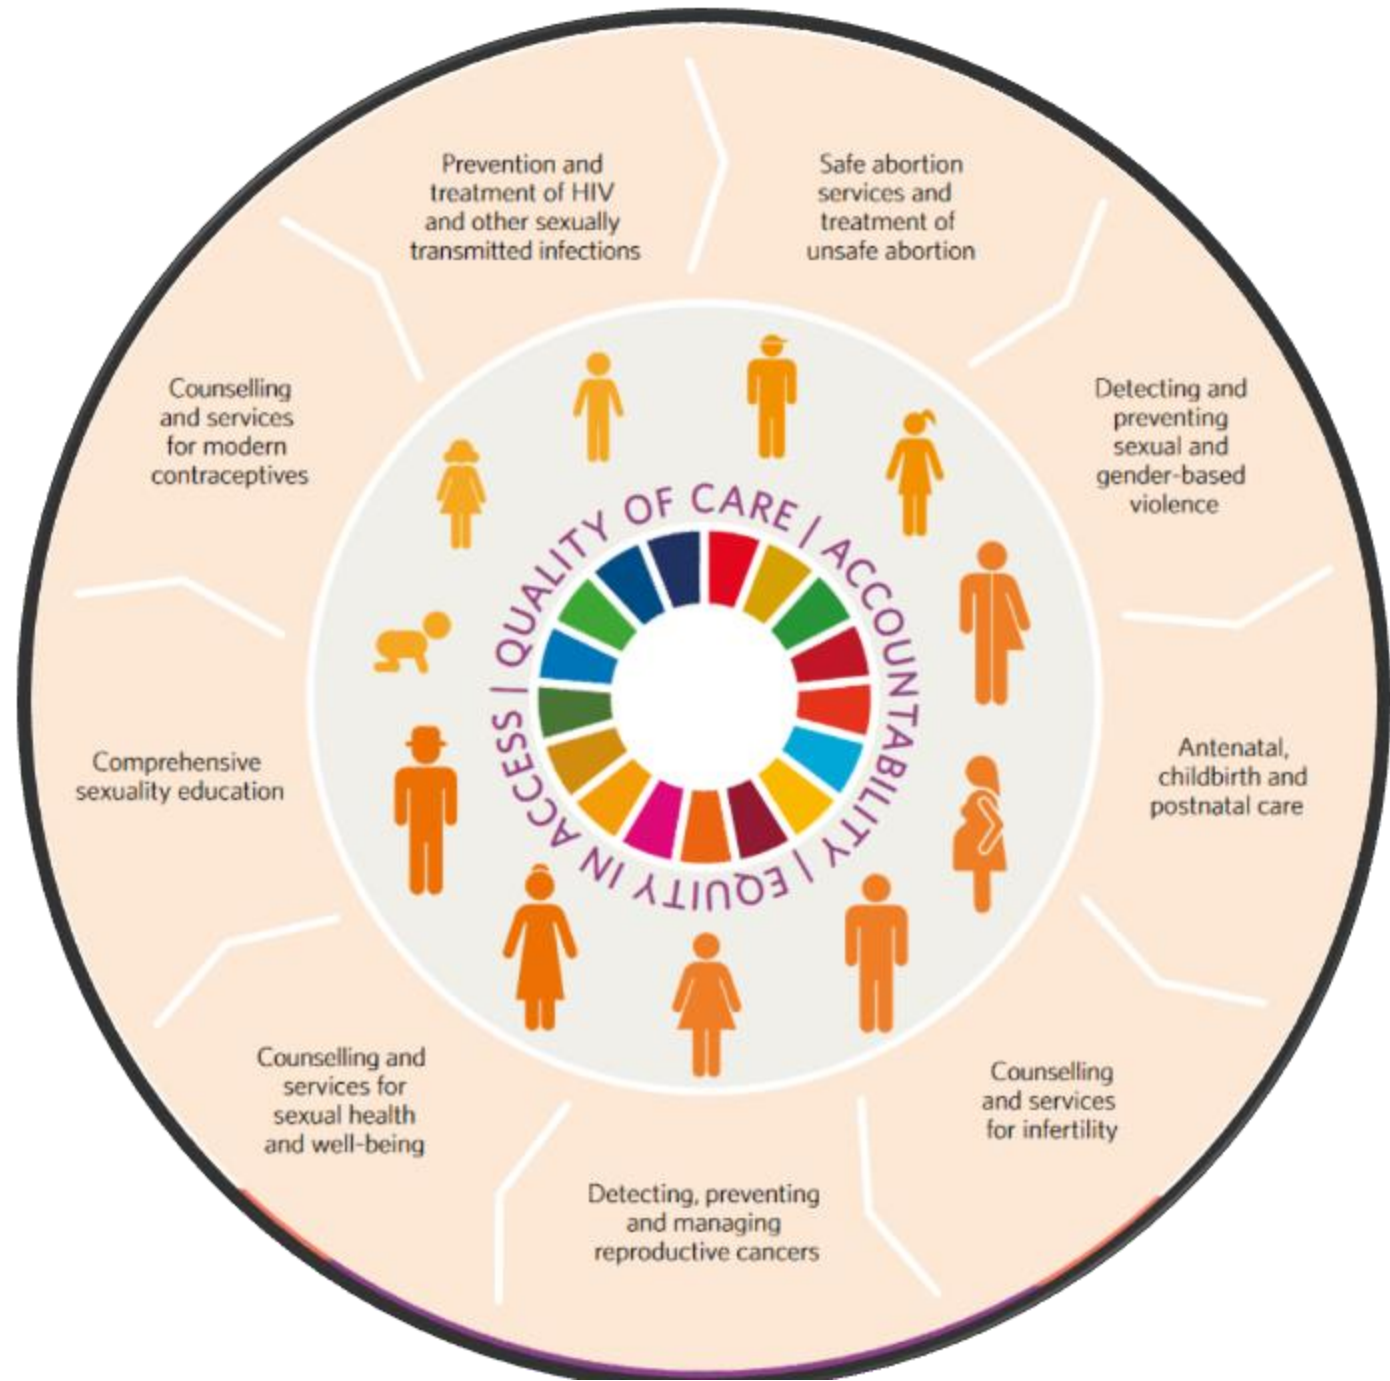 Prevention and
treatment of HIV
and other sexually
transmitted infections
Safe abortion
services and
treatment of
unsafe abortion
Detecting and
preventing
sexual and
gender-based
violence
Antenatal,
childbirth and
postnatal care
Counselling
and services
for infertility
Detecting, preventing
and managing
reproductive cancers
Counselling and
services for
sexual health
and well-being
Comprehensive
sexuality education
Counselling
and services
for modern
contraceptives
QUALITY OF CARE | ACCOUNTABILITY | EQUITY IN ACCESS |